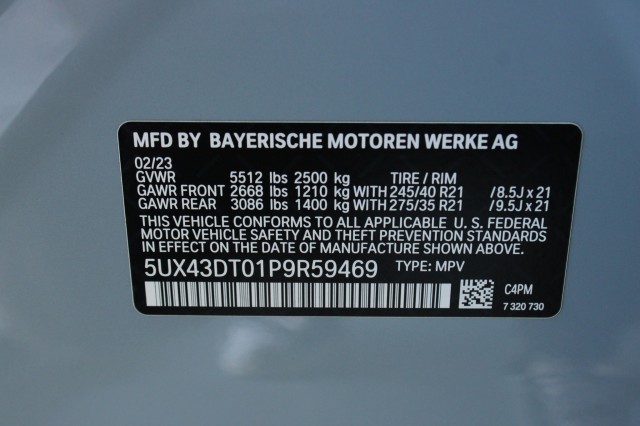 MFD BY BAYERISCHE MOTOREN WERKE AG
02/23
GVWR 5512 lbs 2500 kg TIRE / RIM
GAWR FRONT 2668 lbs 1210 kg WITH 245/40 R21 /8.5J x 21
GAWR REAR 3086 lbs 1400 kg WITH 275/35 R21 /9.5J x 21
THIS VEHICLE CONFORMS TO ALL APPLICABLE U. S. FEDERAL
MOTOR VEHICLE SAFETY, BUMPER, AND THEFT PREVENTION
STANDARDS IN EFFECT ON THE DATE OF MANUFACTURE SHOWN ABOVE.
5UX43DT01P9R59469 TYPE: MPV
C4PM
7 320 730